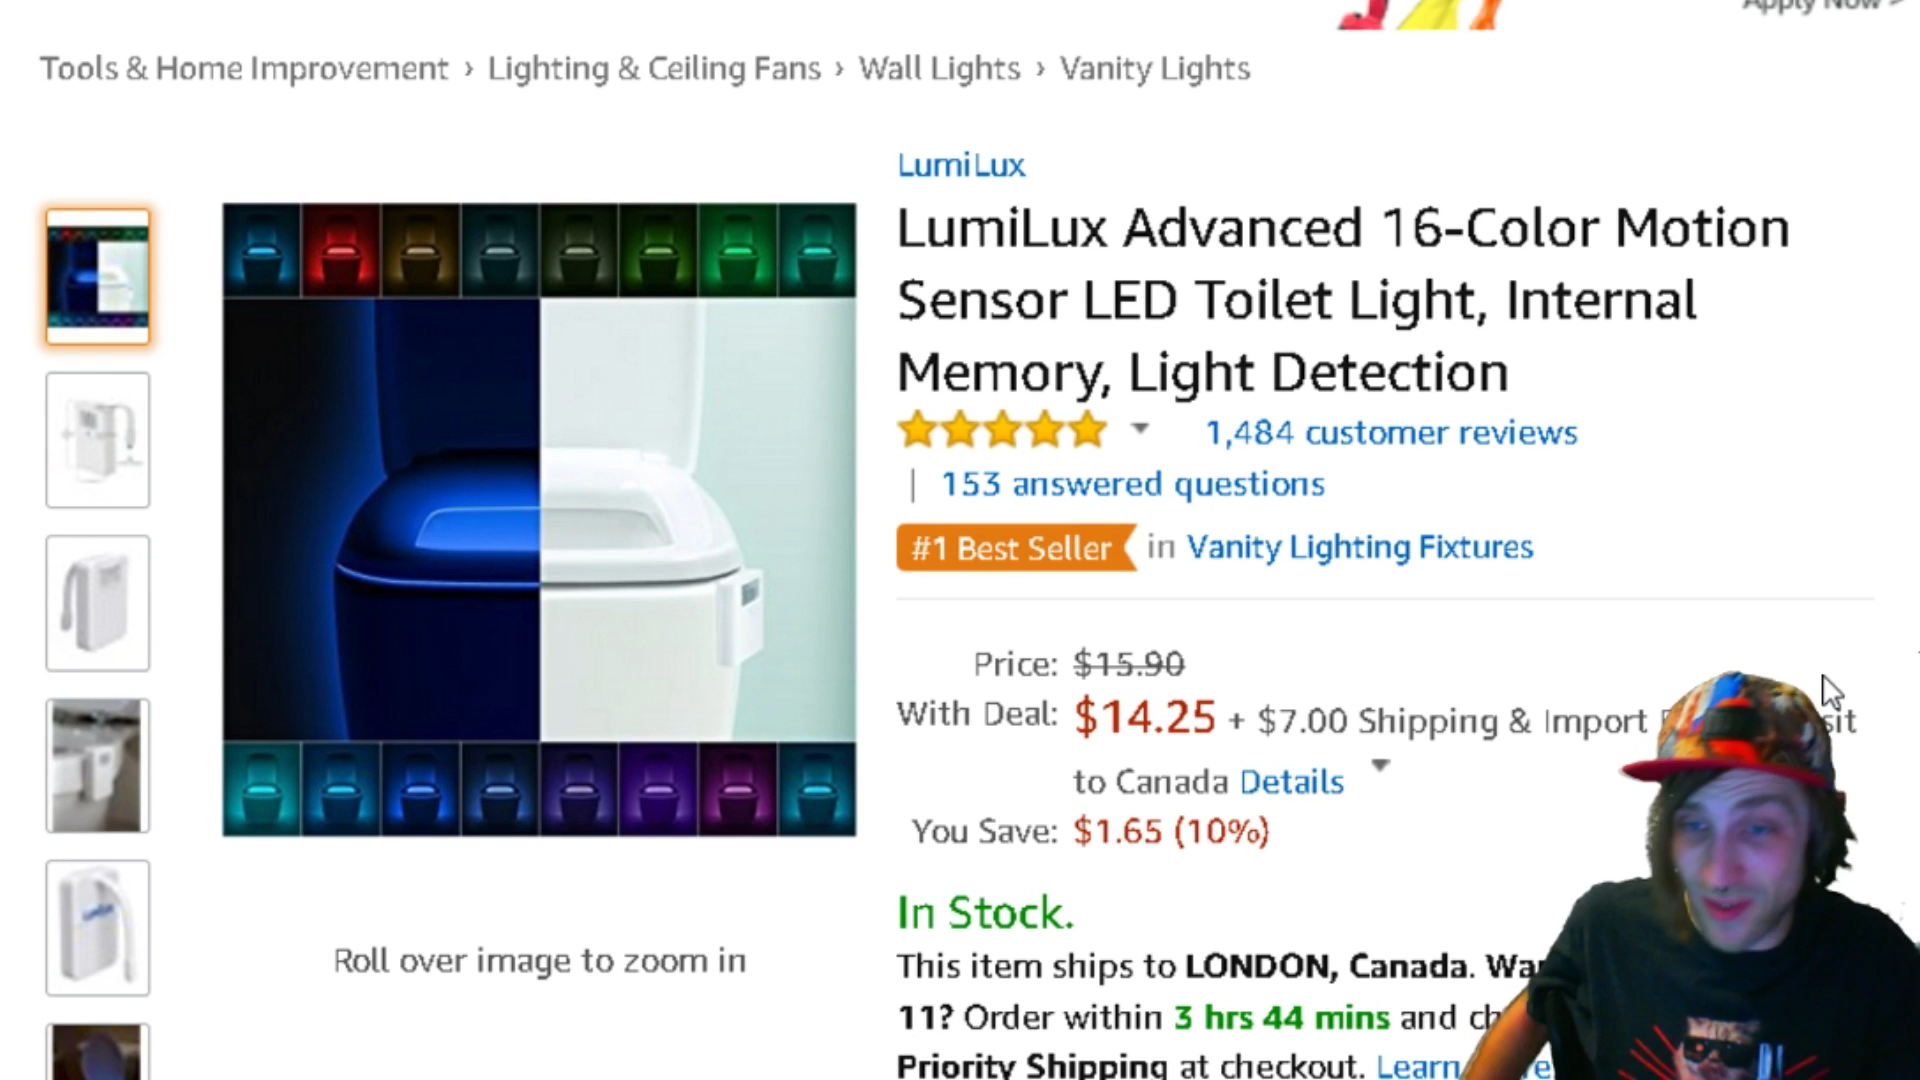 Apply Now >
Tools & Home Improvement › Lighting & Ceiling Fans › Wall Lights › Vanity Lights
LumiLux
LumiLux Advanced 16-Color Motion
Sensor LED Toilet Light, Internal
Memory, Light Detection
1,484 customer reviews
| 153 answered questions
#1 Best Seller in Vanity Lighting Fixtures
Price: $15.90
With Deal: $14.25 + $7.00 Shipping & Import
to Canada Details
You Save: $1.65 (10%)
In Stock.
Roll over image to zoom in
This item ships to LONDON, Canada.
11? Order within 3 hrs 44 mins and
Priority Shipping at checkout. Learn